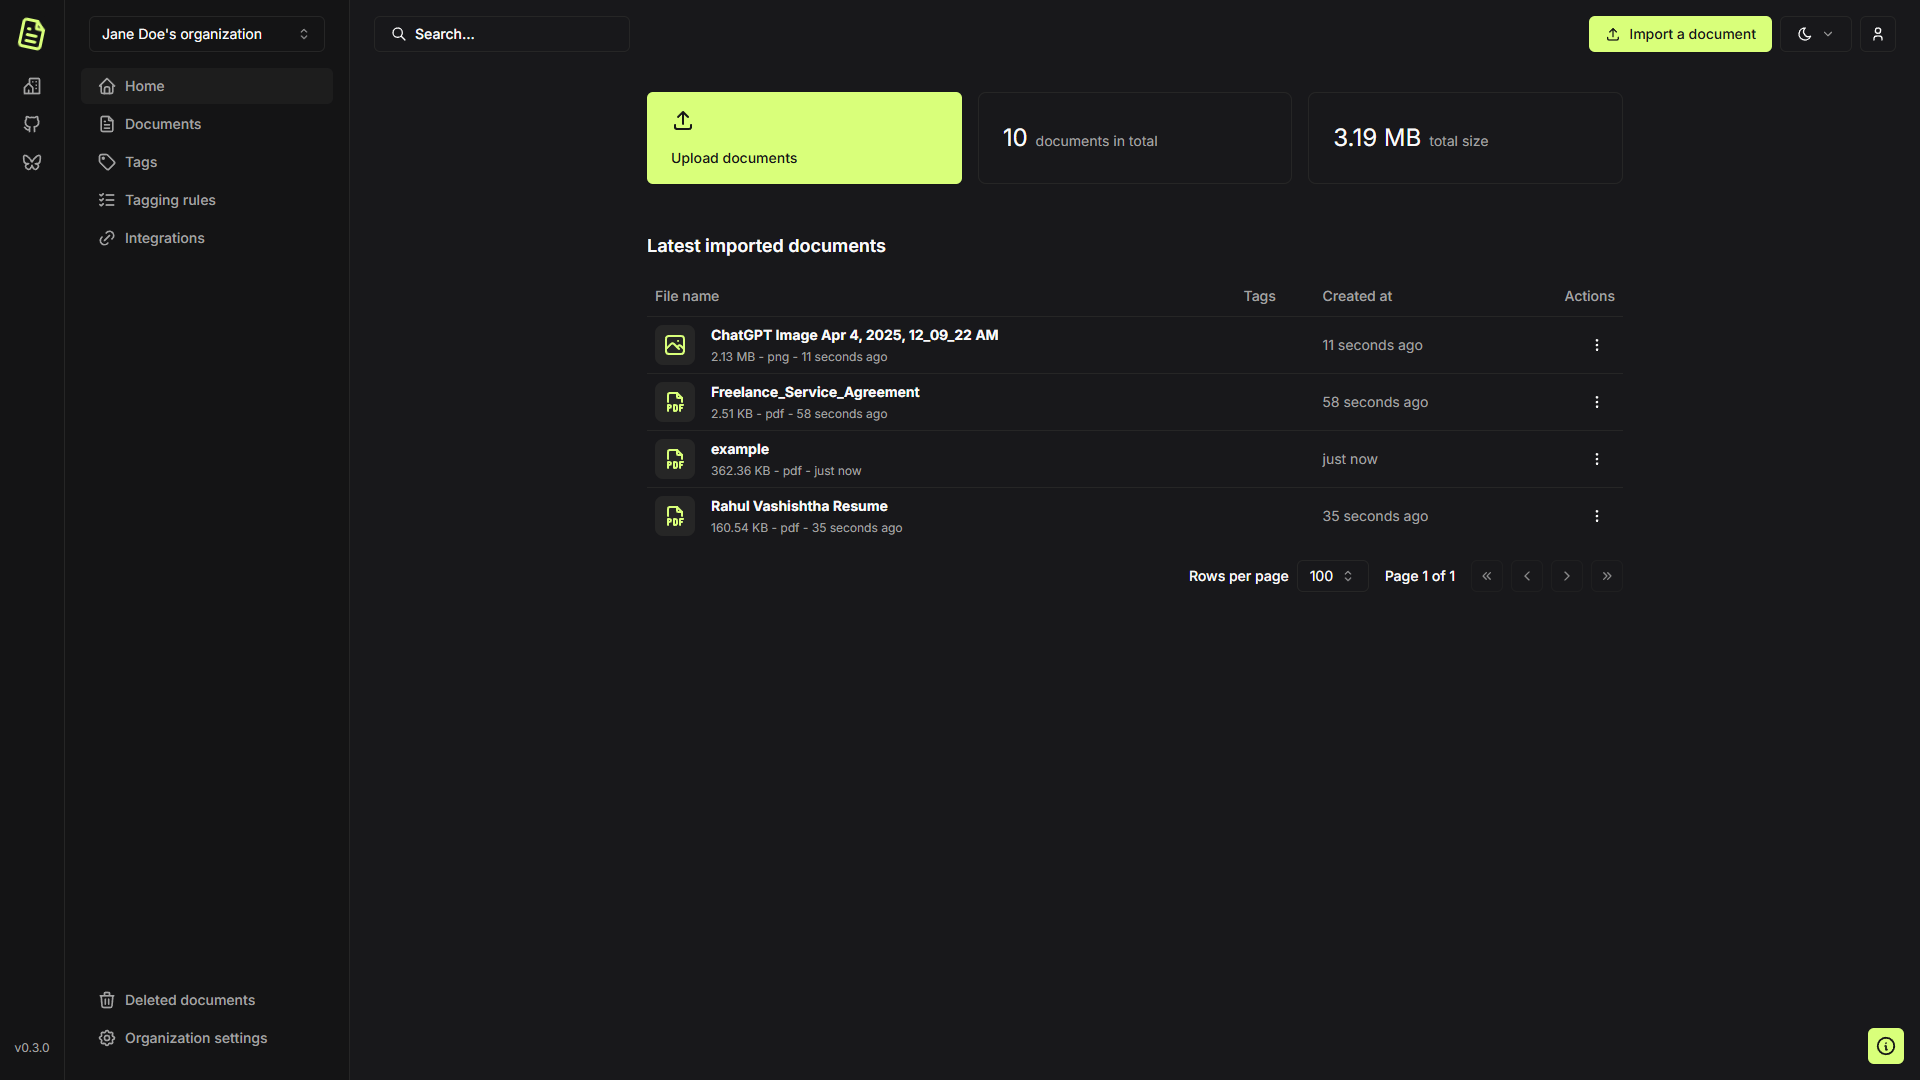 Jane Doe's organization
Search...
Import a document
Home
Documents
Tags
Tagging rules
Integrations
Upload documents
10 documents in total
3.19 MB total size
Latest imported documents
File name Tags Created at Actions
ChatGPT Image Apr 4, 2025, 12_09_22 AM
2.13 MB - png - 11 seconds ago
11 seconds ago
PDF
Freelance_Service_Agreement
2.51 KB - pdf - 58 seconds ago
58 seconds ago
PDF
example
362.36 KB - pdf - just now
just now
PDF
Rahul Vashishtha Resume
160.54 KB - pdf - 35 seconds ago
35 seconds ago
Rows per page 100 Page 1 of 1
Deleted documents
Organization settings
v0.3.0